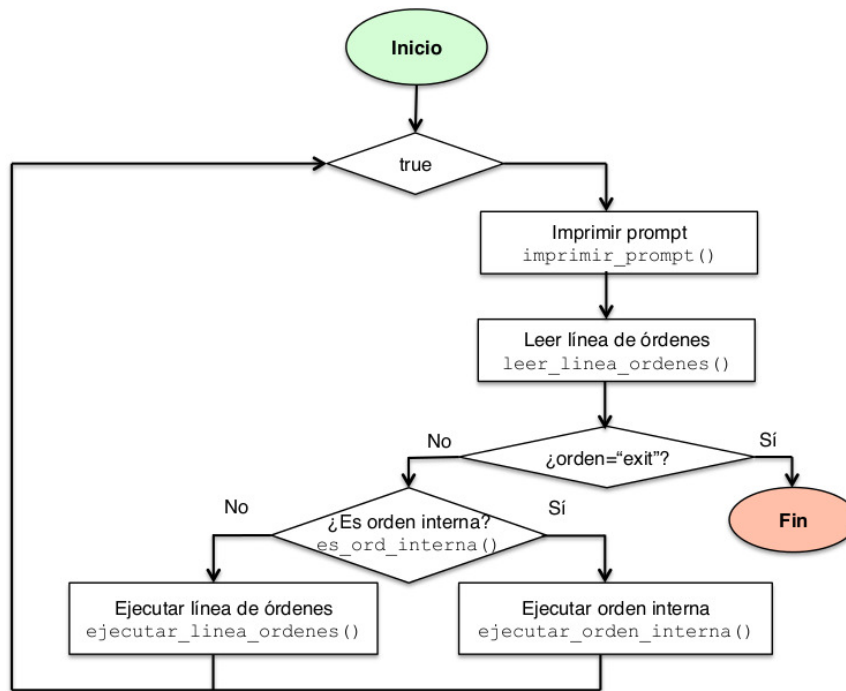 Inicio
true
Imprimir prompt
imprimir_prompt()
Leer línea de órdenes
leer_linea_ordenes()
No
¿orden=“exit”?
Sí
No
¿Es orden interna?
es_ord_interna()
Sí
Fin
Ejecutar línea de órdenes
ejecutar_linea_ordenes()
Ejecutar orden interna
ejecutar_orden_interna()